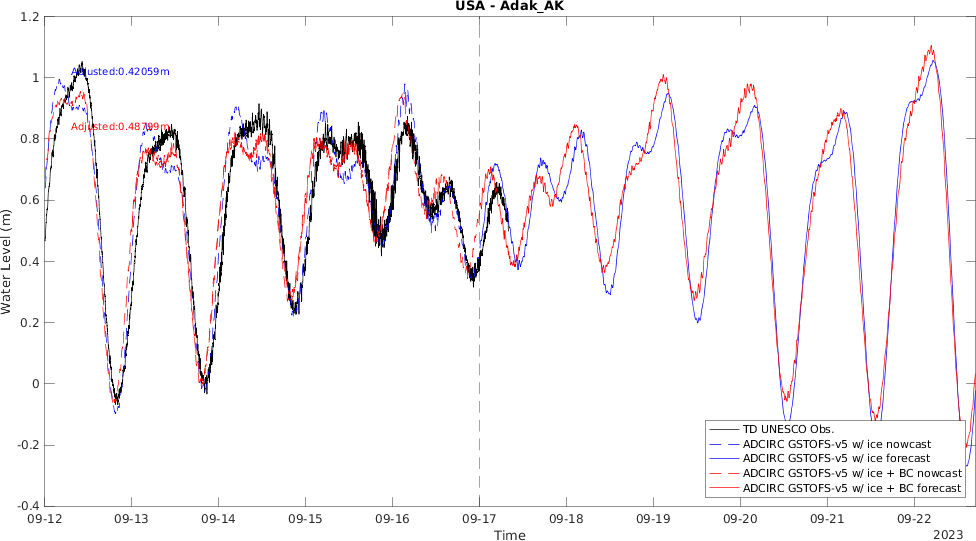 USA - Adak_AK
1.2
1
0.8
0.6
0.4
0.2
0
-0.2
-0.4
Water Level (m)
Adjusted:0.42059m
Adjusted:0.48799m
TD UNESCO Obs.
ADCIRC GSTOFS-v5 w/ ice nowcast
ADCIRC GSTOFS-v5 w/ ice forecast
ADCIRC GSTOFS-v5 w/ ice + BC nowcast
ADCIRC GSTOFS-v5 w/ ice + BC forecast
09-12 09-13 09-14 09-15 09-16 09-17 09-18 09-19 09-20 09-21 09-22
Time
2023